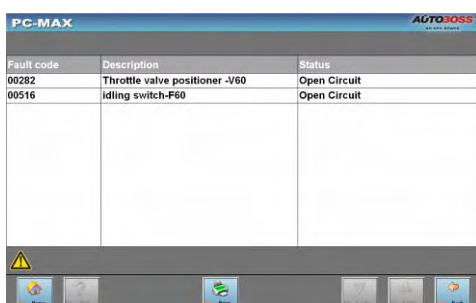 PC-MAX AUTOBOSS
Fault code Description Status
00282 Throttle valve positioner -V60 Open Circuit
00516 idling switch-F60 Open Circuit